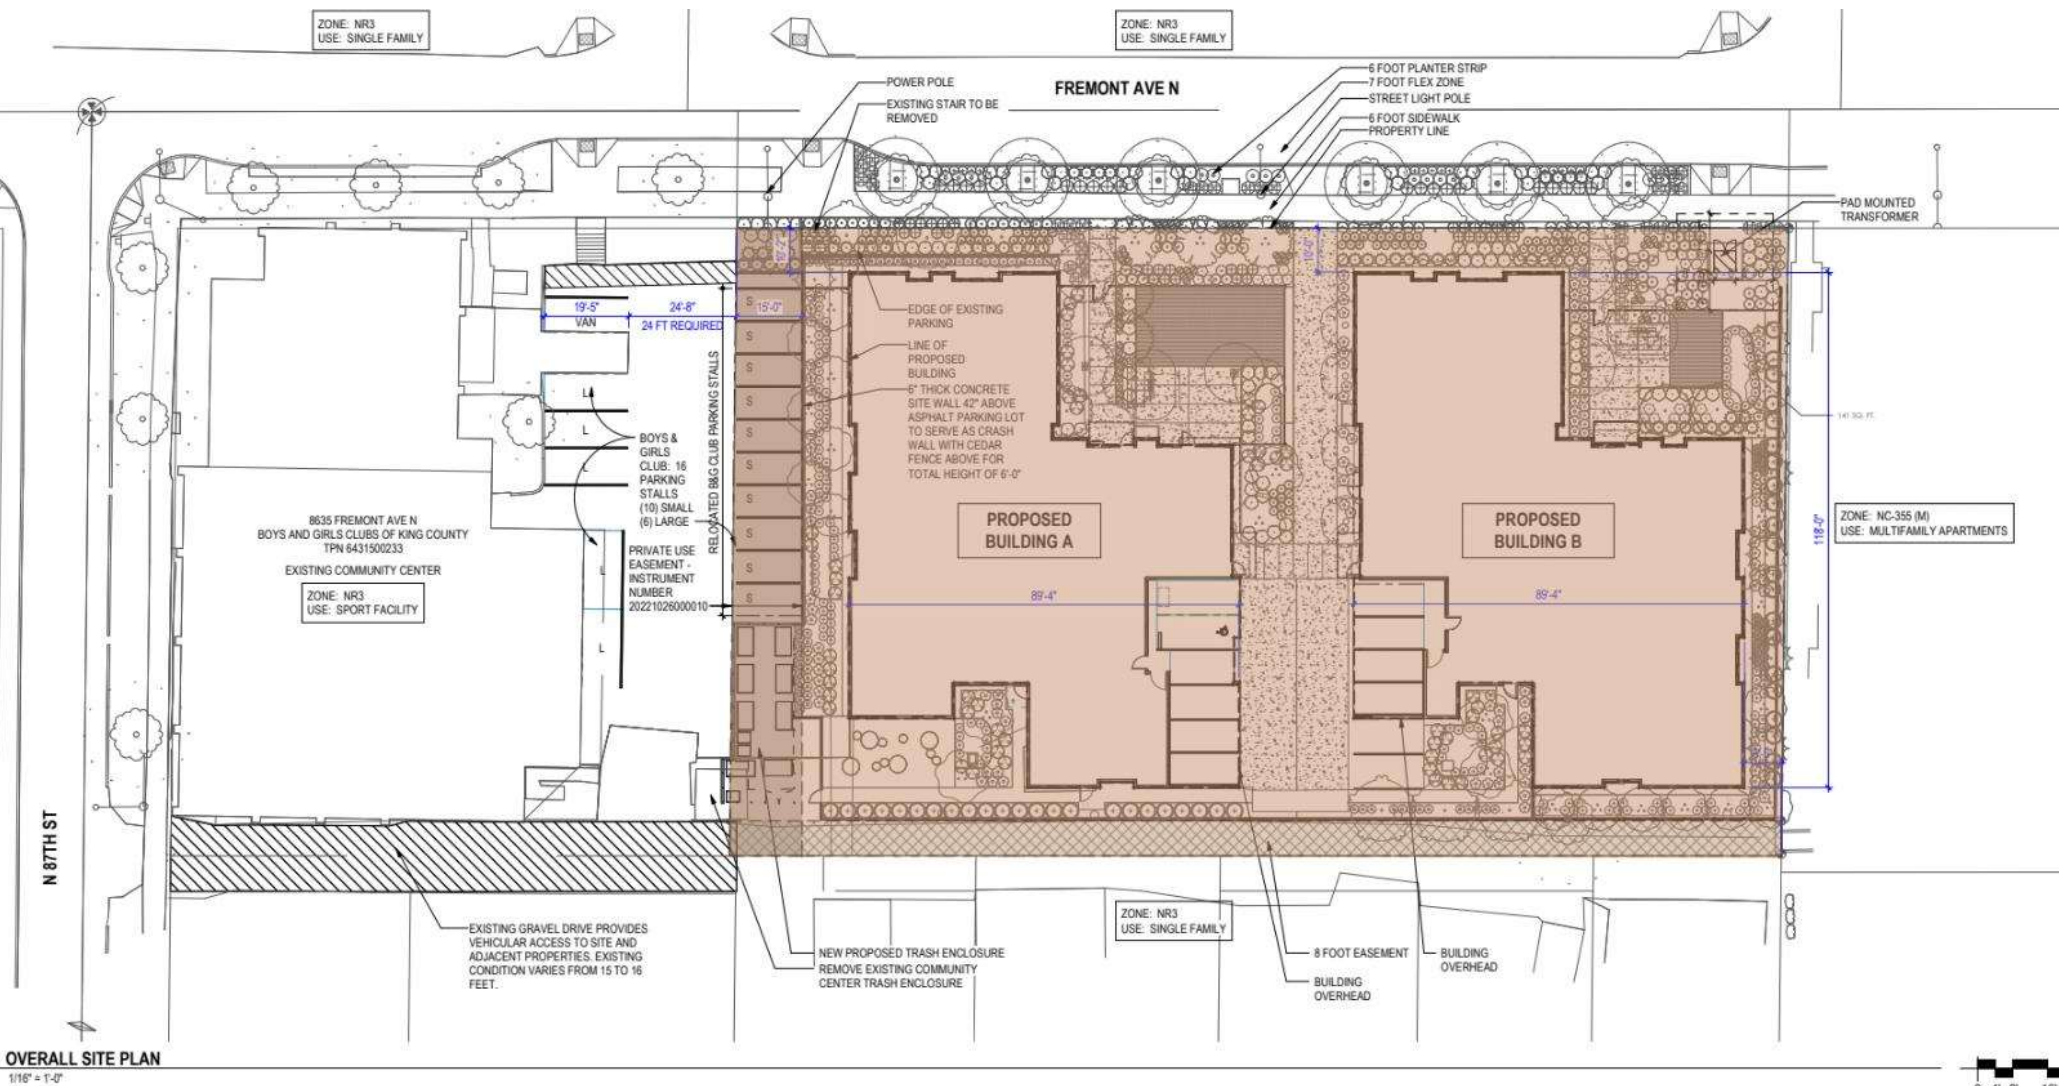 ZONE: NR3
USE: SINGLE FAMILY
ZONE: NR3
USE: SINGLE FAMILY
FREMONT AVE N
POWER POLE
EXISTING STAIR TO BE
REMOVED
6 FOOT PLANTER STRIP
7 FOOT FLEX ZONE
STREET LIGHT POLE
6 FOOT SIDEWALK
PROPERTY LINE
PAD MOUNTED
TRANSFORMER
10'-2"
10'-0"
19'-5"
VAN
24'-8"
24 FT REQUIRED
15'-0"
RELOCATED B&G CLUB PARKING STALLS
S
S
S
S
S
S
S
S
S
S
L
L
L
L
L
EDGE OF EXISTING
PARKING
LINE OF
PROPOSED
BUILDING
6" THICK CONCRETE
SITE WALL 42" ABOVE
ASPHALT PARKING LOT
TO SERVE AS CRASH
WALL WITH CEDAR
FENCE ABOVE FOR
TOTAL HEIGHT OF 6'-0"
141 SQ. FT.
BOYS &
GIRLS
CLUB: 16
PARKING
STALLS
(10) SMALL
(6) LARGE
PRIVATE USE
EASEMENT -
INSTRUMENT
NUMBER
20221026000010
8635 FREMONT AVE N
BOYS AND GIRLS CLUBS OF KING COUNTY
TPN 6431500233
EXISTING COMMUNITY CENTER
ZONE: NR3
USE: SPORT FACILITY
PROPOSED
BUILDING A
PROPOSED
BUILDING B
89'-4"
89'-4"
118'-0"
ZONE: NC-355 (M)
USE: MULTIFAMILY APARTMENTS
N 87TH ST
EXISTING GRAVEL DRIVE PROVIDES
VEHICULAR ACCESS TO SITE AND
ADJACENT PROPERTIES. EXISTING
CONDITION VARIES FROM 15 TO 16
FEET.
NEW PROPOSED TRASH ENCLOSURE
REMOVE EXISTING COMMUNITY
CENTER TRASH ENCLOSURE
ZONE: NR3
USE: SINGLE FAMILY
8 FOOT EASEMENT
BUILDING
OVERHEAD
BUILDING
OVERHEAD
OVERALL SITE PLAN
1/16" = 1'-0"